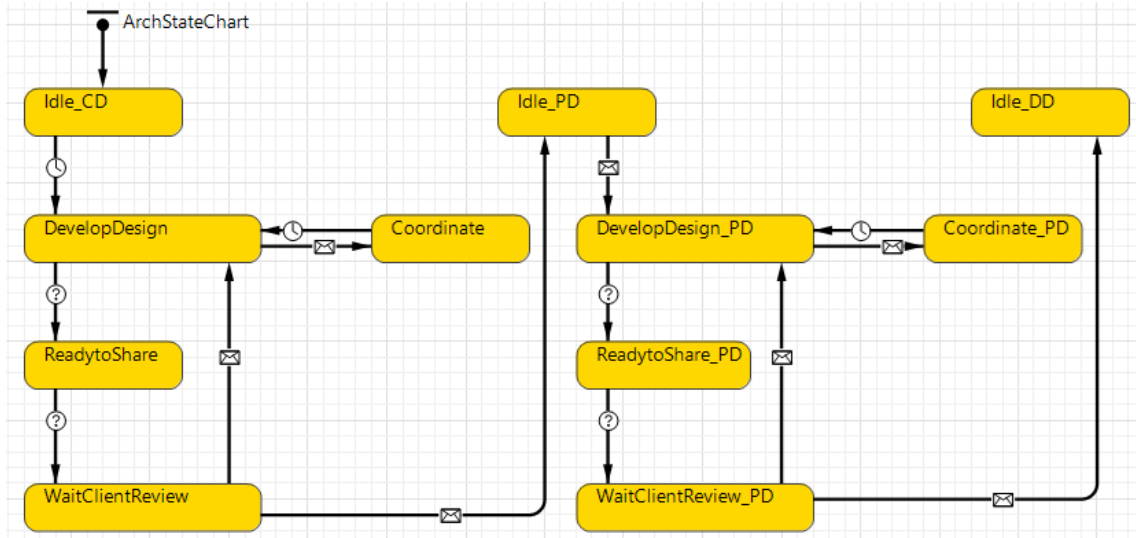 ArchStateChart
Idle_CD
Idle_PD
Idle_DD
DevelopDesign
Coordinate
DevelopDesign_PD
Coordinate_PD
?
?
ReadytoShare
ReadytoShare_PD
?
?
WaitClientReview
WaitClientReview_PD